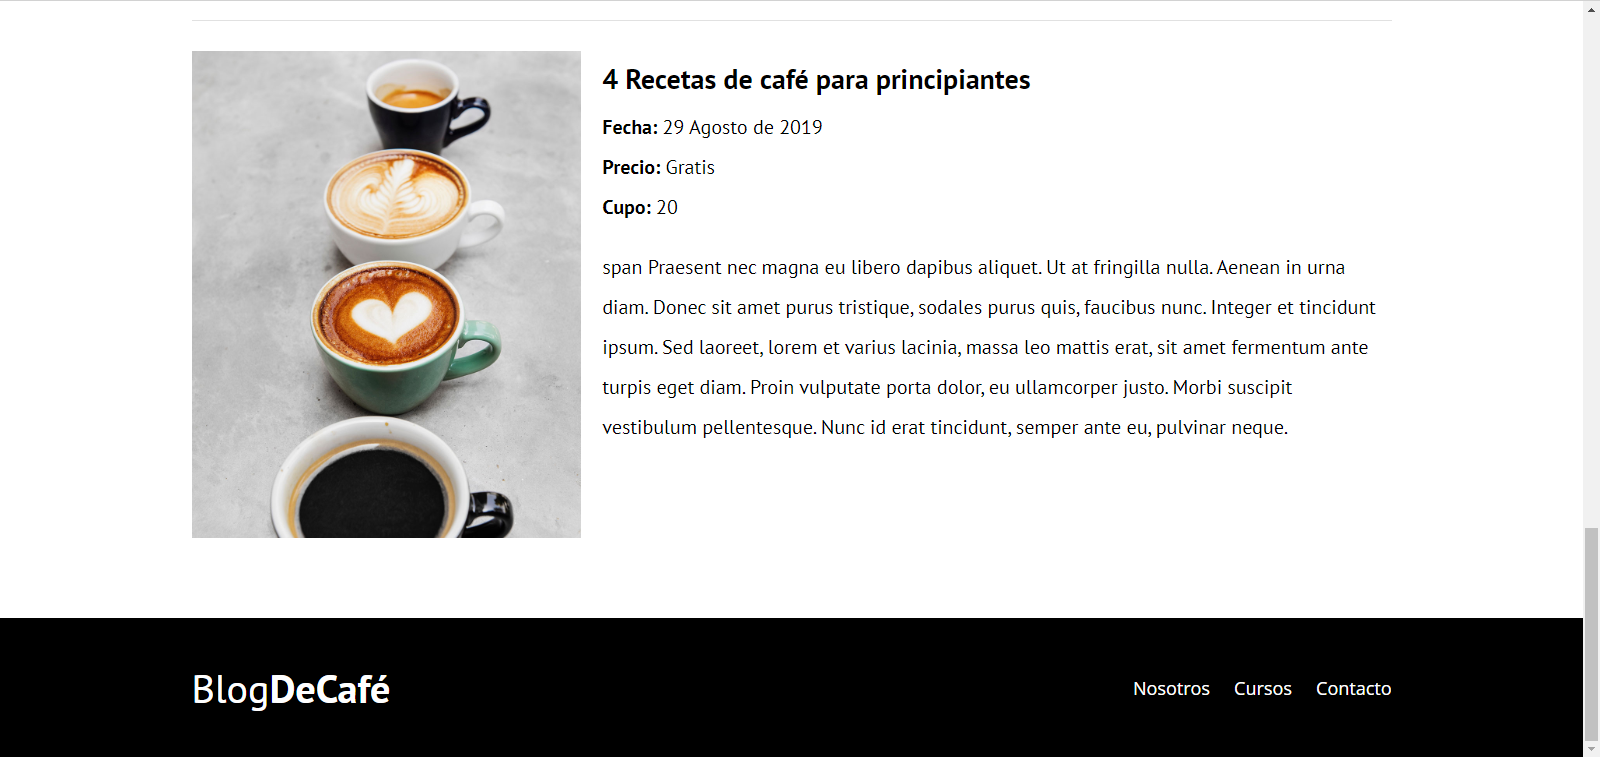 4 Recetas de café para principiantes
Fecha: 29 Agosto de 2019
Precio: Gratis
Cupo: 20
span Praesent nec magna eu libero dapibus aliquet. Ut at fringilla nulla. Aenean in urna
diam. Donec sit amet purus tristique, sodales purus quis, faucibus nunc. Integer et tincidunt
ipsum. Sed laoreet, lorem et varius lacinia, massa leo mattis erat, sit amet fermentum ante
turpis eget diam. Proin vulputate porta dolor, eu ullamcorper justo. Morbi suscipit
vestibulum pellentesque. Nunc id erat tincidunt, semper ante eu, pulvinar neque.
BlogDeCafé
Nosotros Cursos Contacto